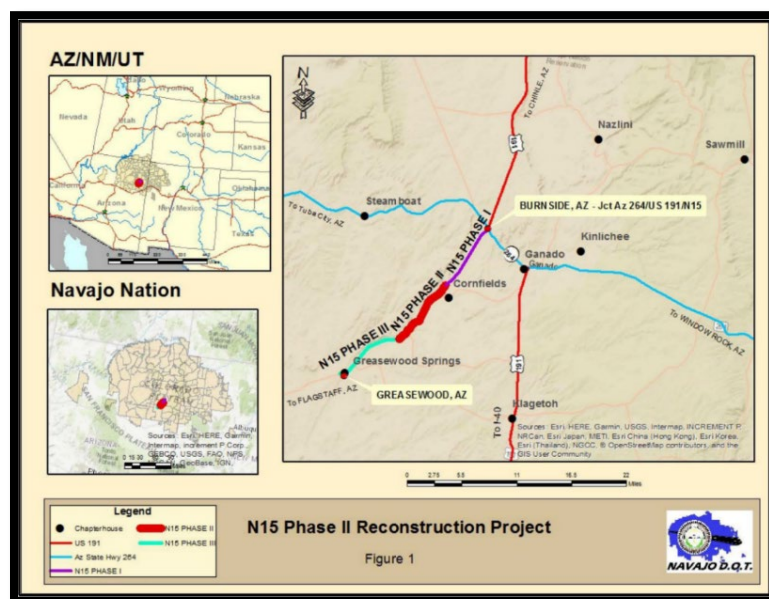 AZ/NM/UT
Idaho
Wyoming
Nebraska
Nevada
Utah
Colorado
Kansas
California
Oklahoma
Arizona
New Mexico
Texas
Navajo Nation
Sources: Esri, HERE, Garmin,
Intermap, increment P Corp.,
GEBCO, USGS, FAO, NPS,
N
To CHINLE, AZ
191
Nazlini
Sawmill
Steamboat
To Tuba City, AZ
BURNSIDE, AZ - Jct Az 264/US 191/N15
N15 PHASE I
Kinlichee
264
Ganado
Ganado
Cornfields
N15 PHASE II
N15 PHASE III
Greasewood Springs
To WINDOW ROCK, AZ
To FLAGSTAFF, AZ
GREASEWOOD, AZ
191
To I-40
Klagetoh
Sources: Esri, HERE, Garmin, USGS, Intermap, INCREMENT P,
NRCan, Esri Japan, METI, Esri China (Hong Kong), Esri Korea,
Esri (Thailand), NGCC, © OpenStreetMap contributors, and the
GIS User Community
0 2.75 5.5 11 16.5 22
Miles
Legend
Chapterhouse
N15 PHASE II
US 191
N15 PHASE III
Az State Hwy 264
N15 PHASE I
N15 Phase II Reconstruction Project
Figure 1
NAVAJO D.O.T.